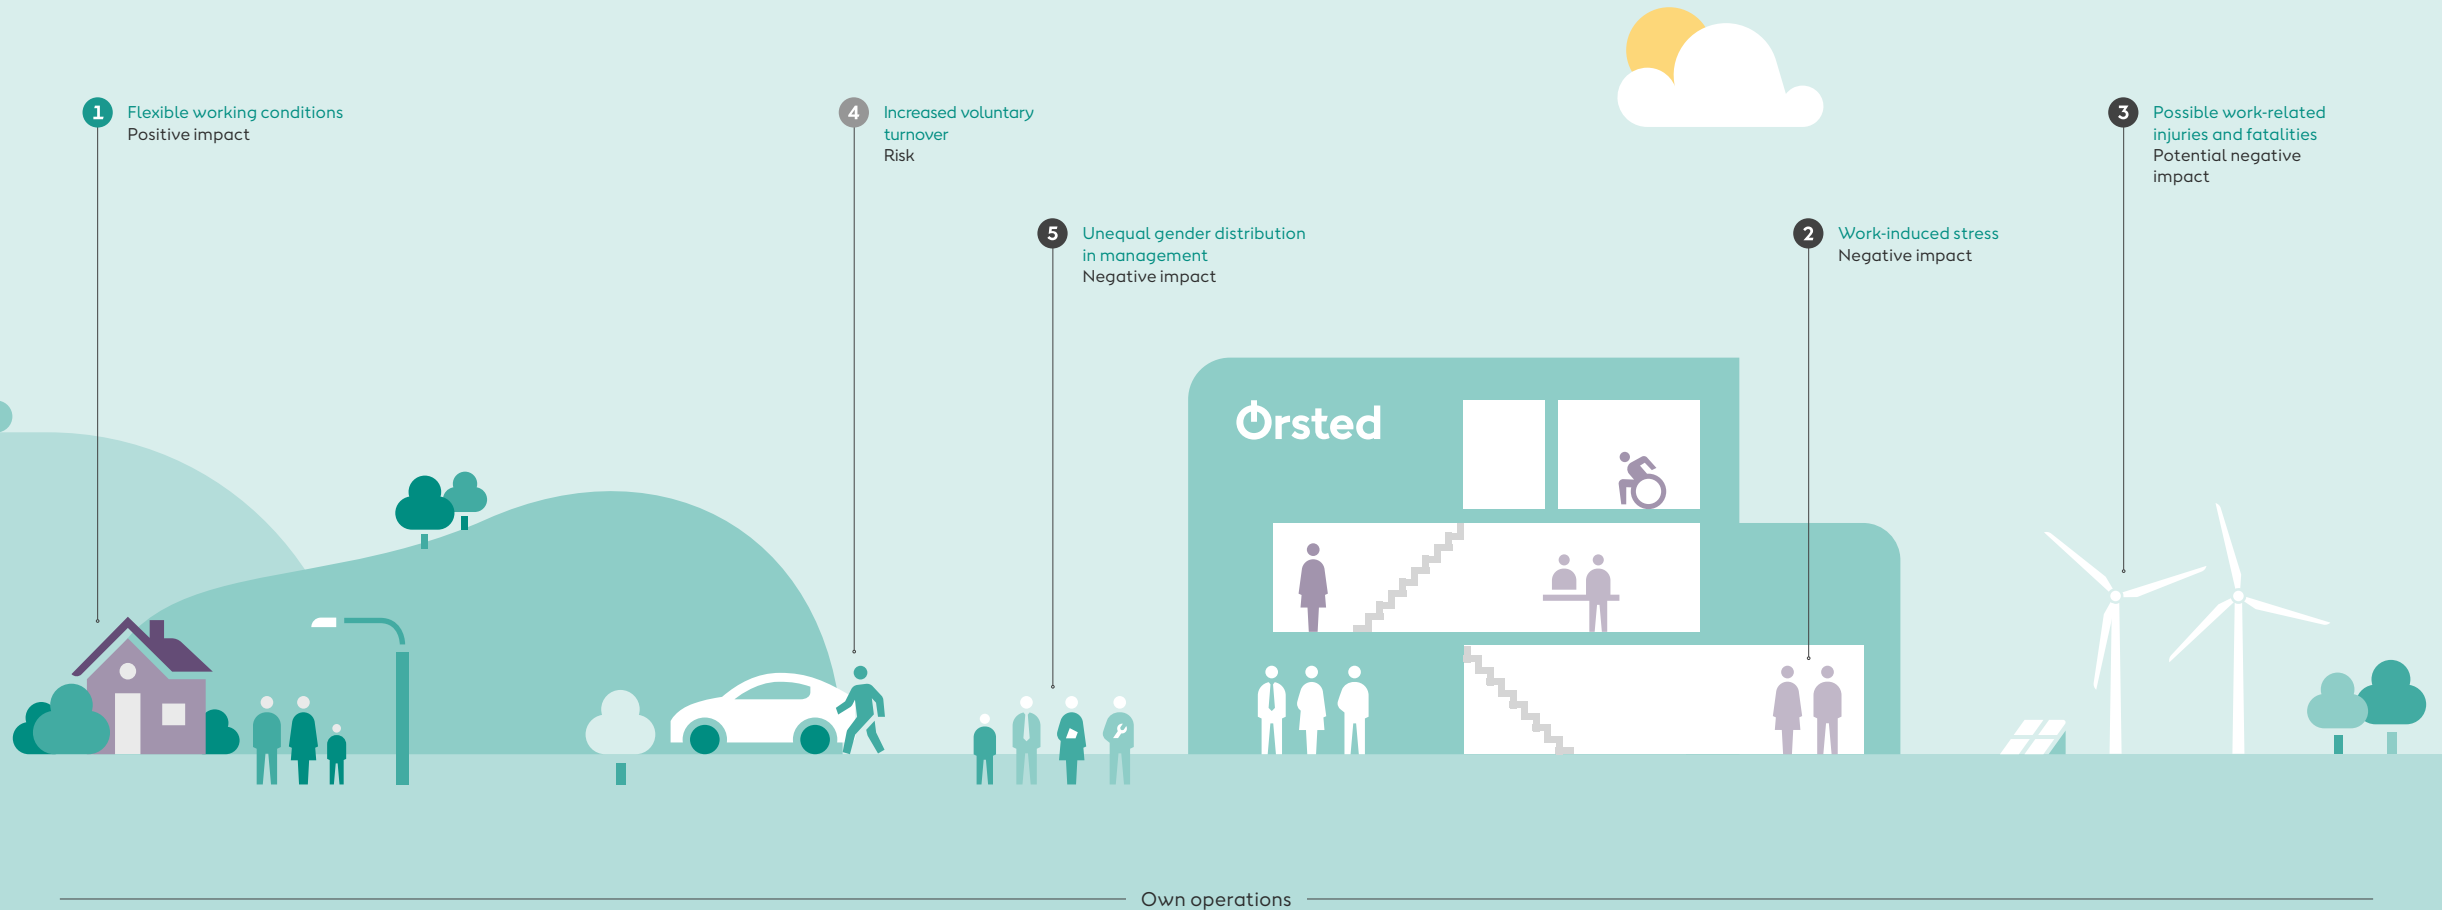 1 Flexible working conditions
Positive impact
4 Increased voluntary
turnover
Risk
5 Unequal gender distribution
in management
Negative impact
2 Work-induced stress
Negative impact
3 Possible work-related
injuries and fatalities
Potential negative
impact
Ørsted
Own operations